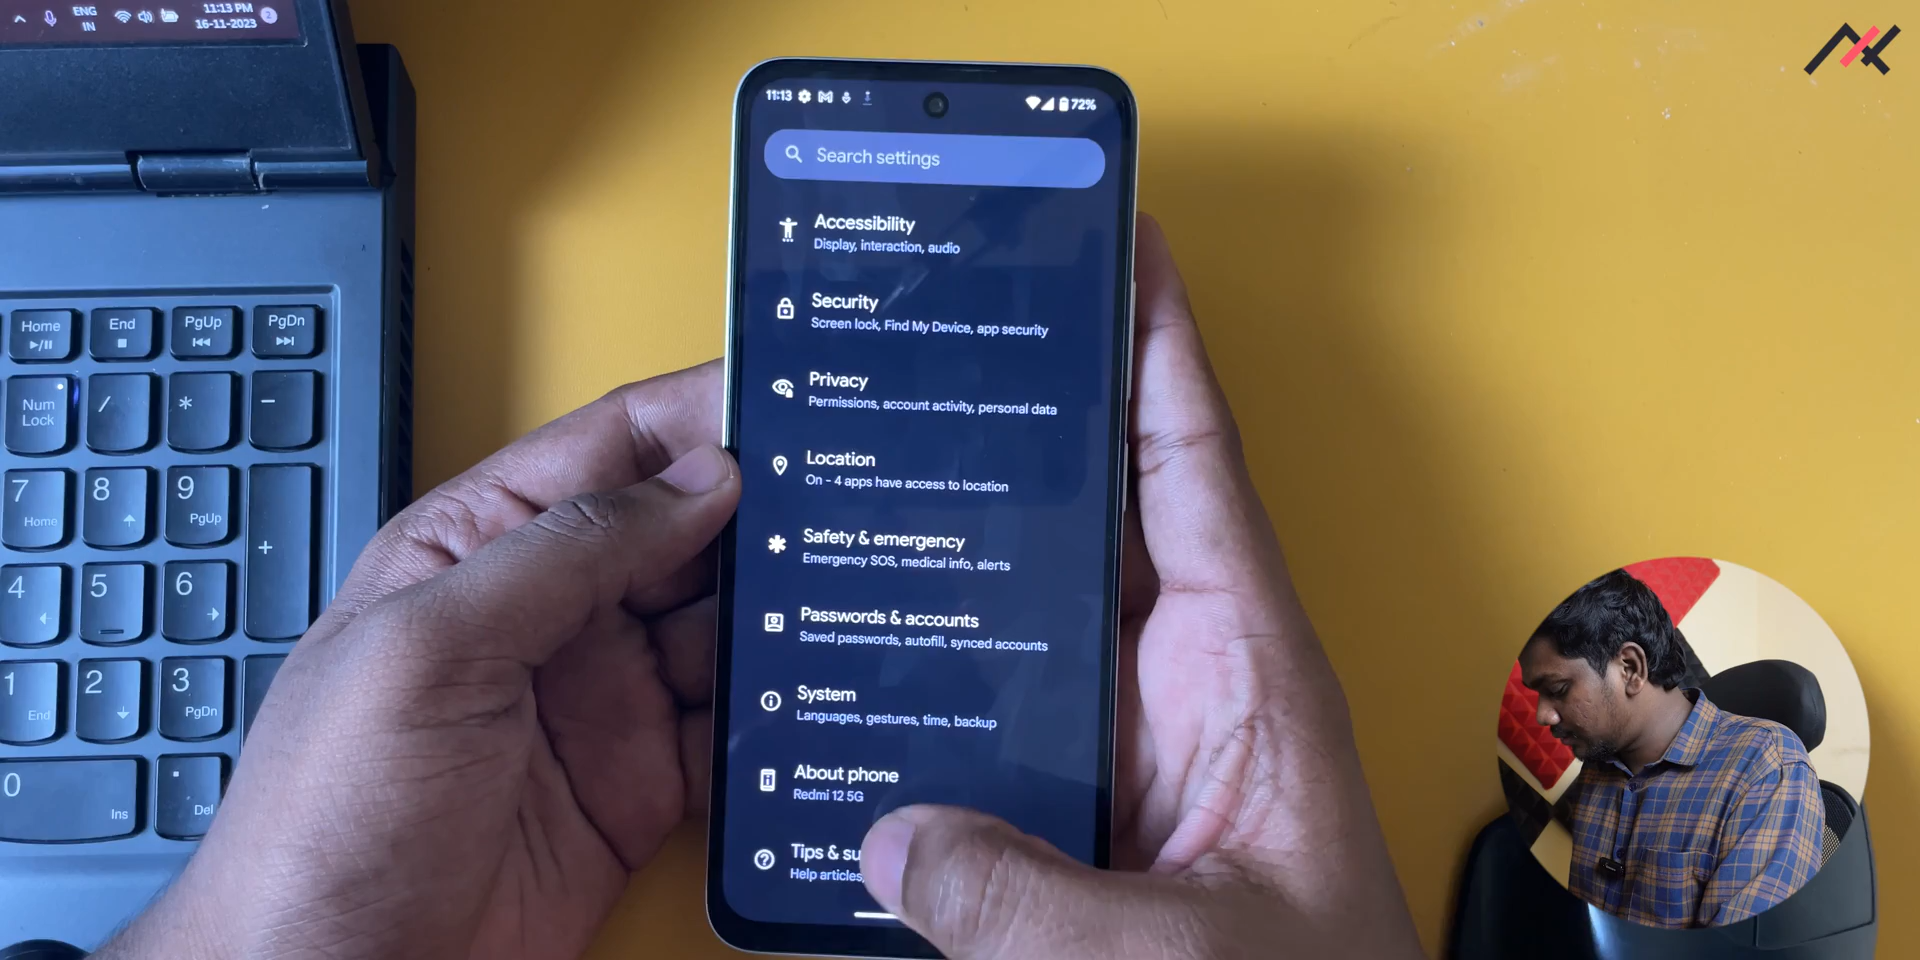 ENG
IN
11:13 PM
16-11-2023
2
Home
End
PgUp
PgDn
Num
Lock
/
*
-
7
Home
8
9
PgUp
+
4
5
6
1
End
2
3
PgDn
0
Ins
.
Del
11:13
72%
Search settings
Accessibility
Display, interaction, audio
Security
Screen lock, Find My Device, app security
Privacy
Permissions, account activity, personal data
Location
On - 4 apps have access to location
Safety & emergency
Emergency SOS, medical info, alerts
Passwords & accounts
Saved passwords, autofill, synced accounts
System
Languages, gestures, time, backup
About phone
Redmi 12 5G
Tips & su
Help articles,